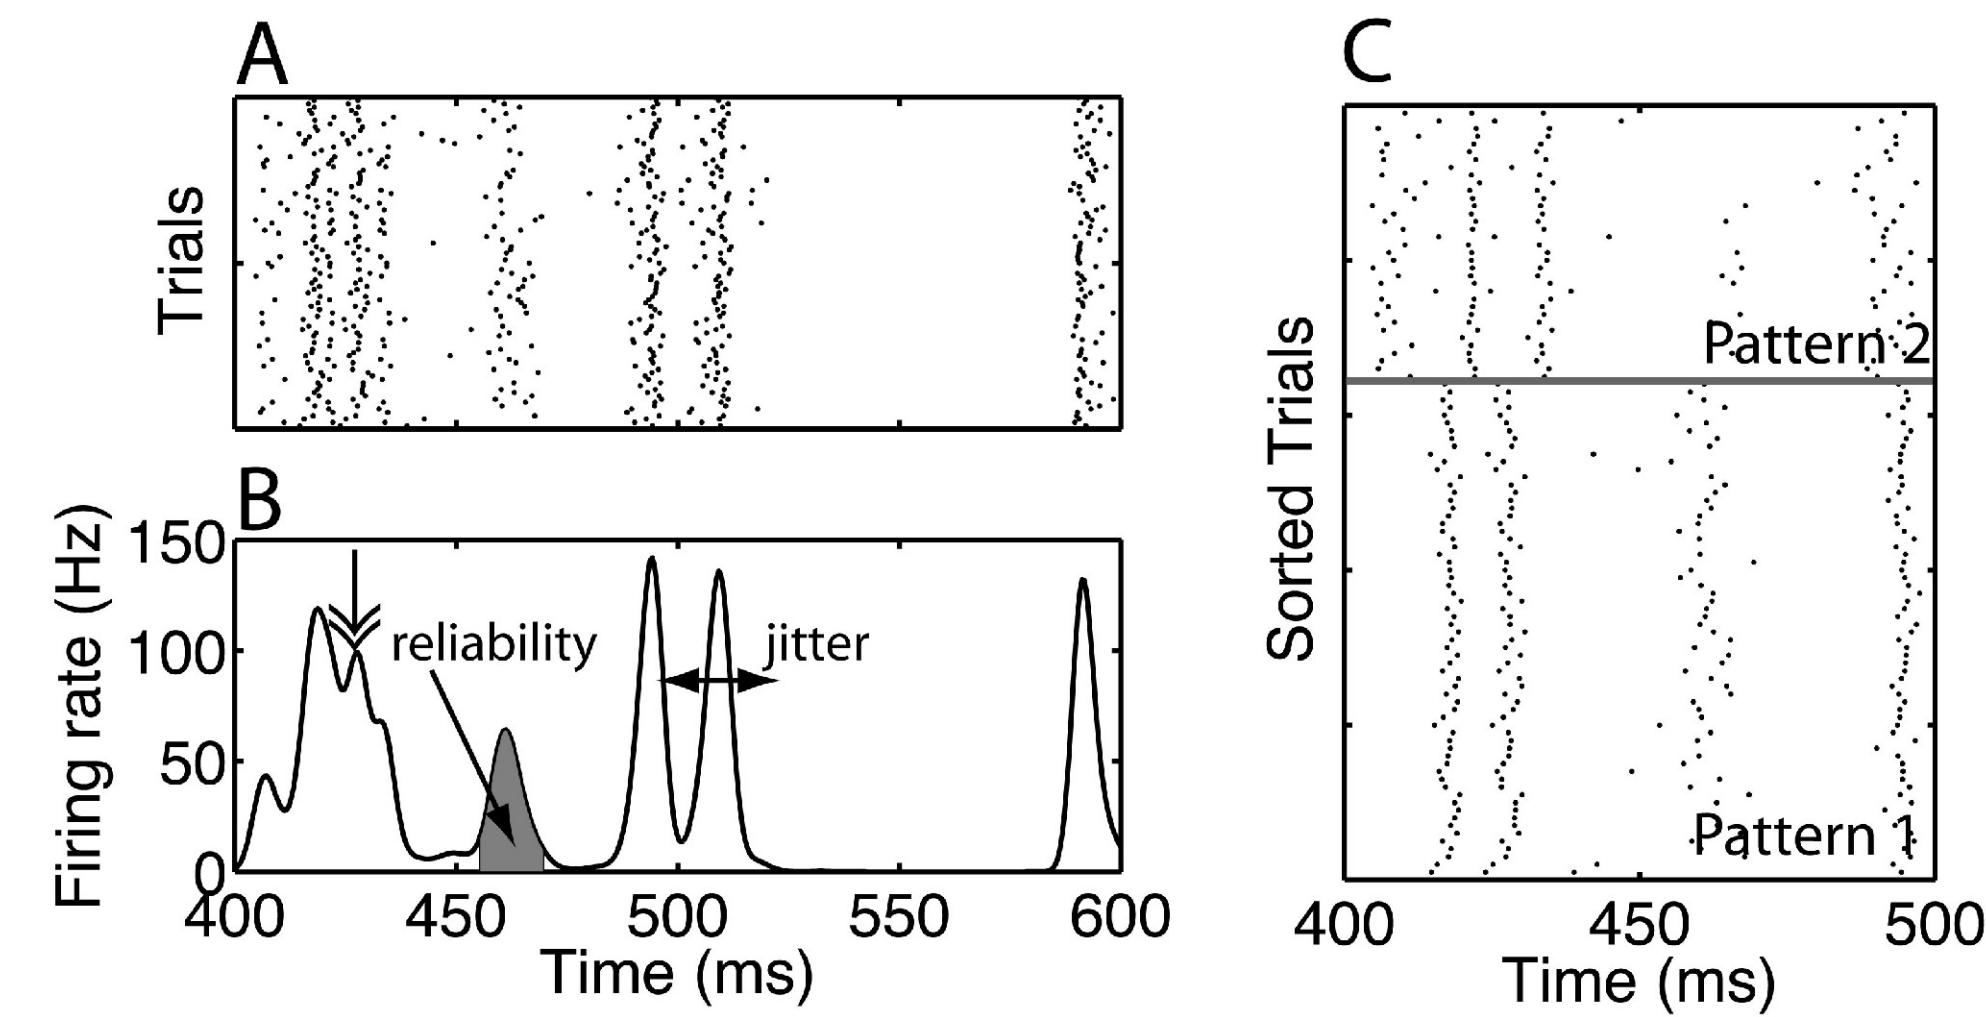 A
Trials
B
Firing rate (Hz)
150
100
50
0
reliability
jitter
400 450 500 550 600
Time (ms)
C
Sorted Trials
Pattern 2
Pattern 1
400 450 500
Time (ms)